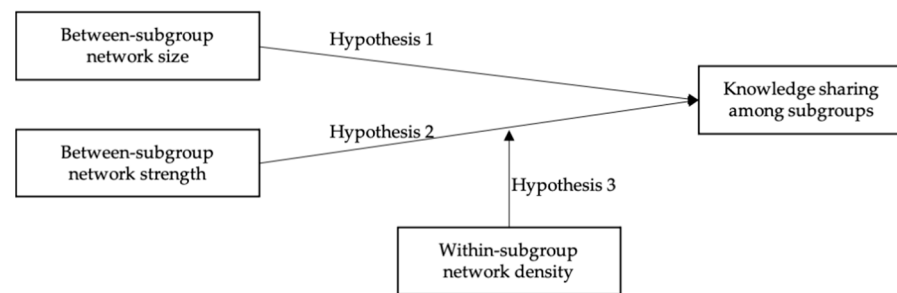 Between-subgroup
network size
Hypothesis 1
Knowledge sharing
among subgroups
Hypothesis 2
Between-subgroup
network strength
Hypothesis 3
Within-subgroup
network density